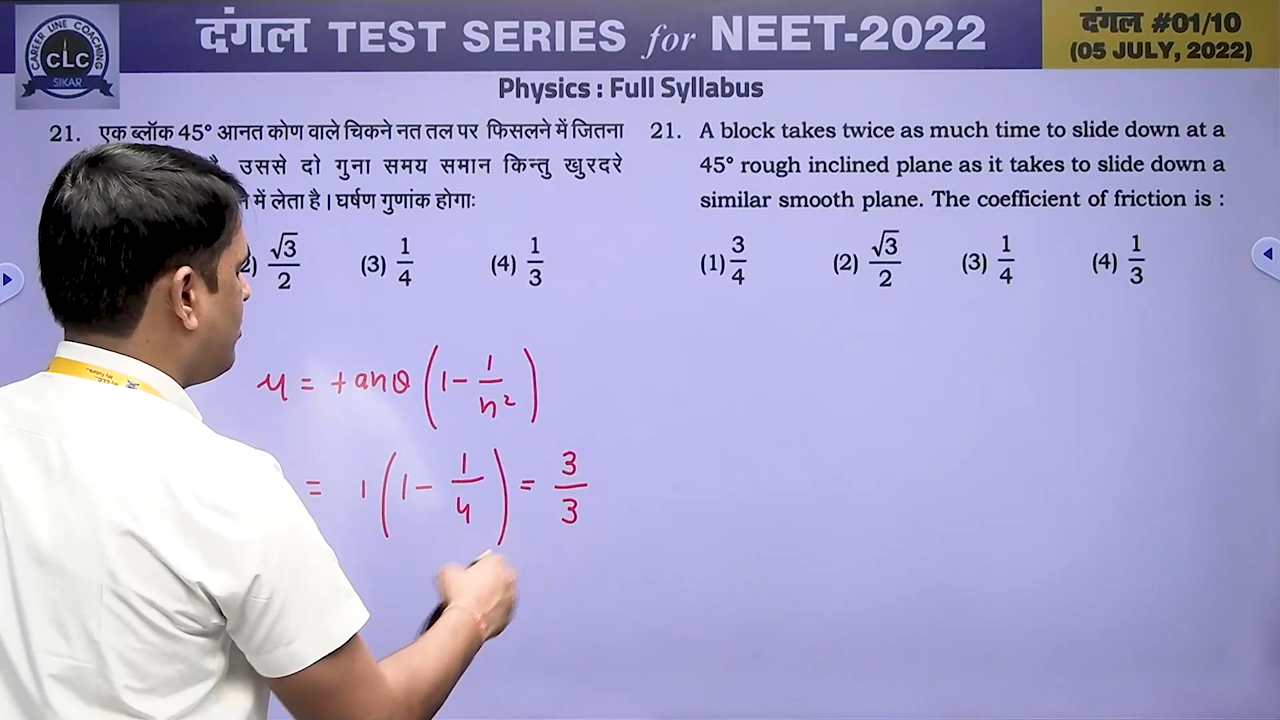 CAREER LINE COACHING
CLC
SIKAR
दंगल TEST SERIES for NEET-2022
दंगल #01/10
(05 JULY, 2022)
Physics : Full Syllabus
21. एक ब्लॉक 45° आनत कोण वाले चिकने नत तल पर फिसलने में जितना
है, उससे दो गुना समय समान किन्तु खुरदरे
में लेता है। घर्षण गुणांक होगाः
2) √3/2 (3) 1/4 (4) 1/3
21. A block takes twice as much time to slide down at a
45° rough inclined plane as it takes to slide down a
similar smooth plane. The coefficient of friction is :
(1) 3/4 (2) √3/2 (3) 1/4 (4) 1/3
μ = tanθ (1 - 1/n²)
= 1 (1 - 1/4) = 3/3